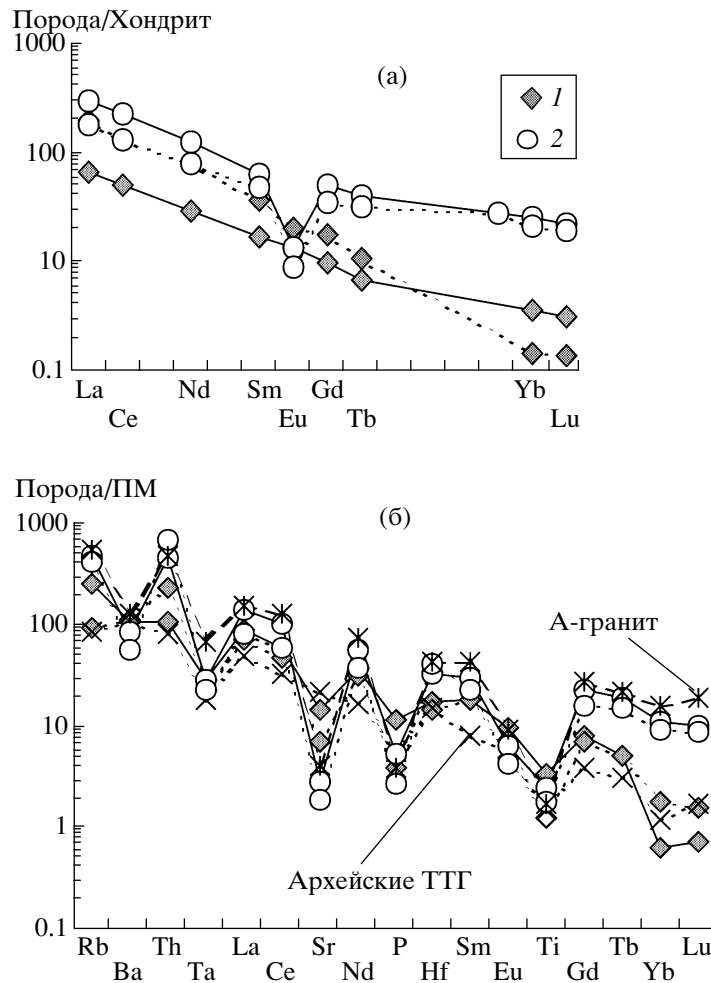 Порода/Хондрит
1000
(а)
1
2
100
10
0.1
La Nd Sm Gd Yb
Ce Eu Tb Lu
Порода/ПМ
1000
(б)
А-гранит
100
10
1
Архейские ТТГ
0.1
Rb Th La Sr P Sm Ti Tb Lu
Ba Ta Ce Nd Hf Eu Gd Yb